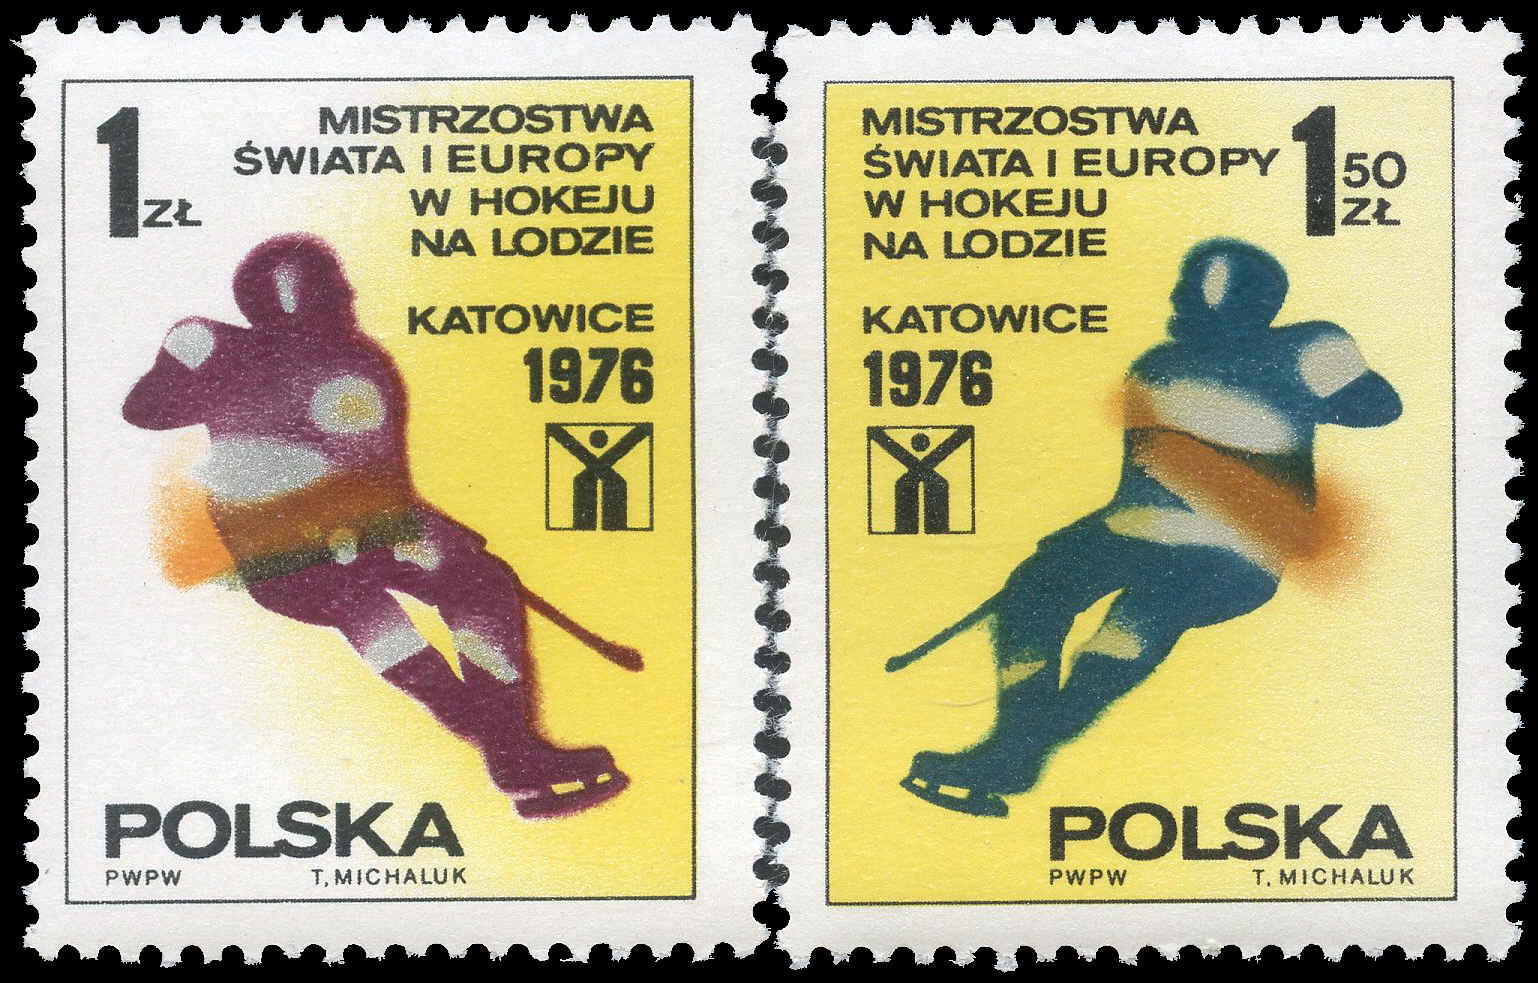 1 ZŁ
MISTRZOSTWA
ŚWIATA I EUROPY
W HOKEJU
NA LODZIE
KATOWICE
1976
POLSKA
PWPW T. MICHALUK
MISTRZOSTWA
ŚWIATA I EUROPY
W HOKEJU
NA LODZIE
1 50 ZŁ
KATOWICE
1976
POLSKA
PWPW T. MICHALUK